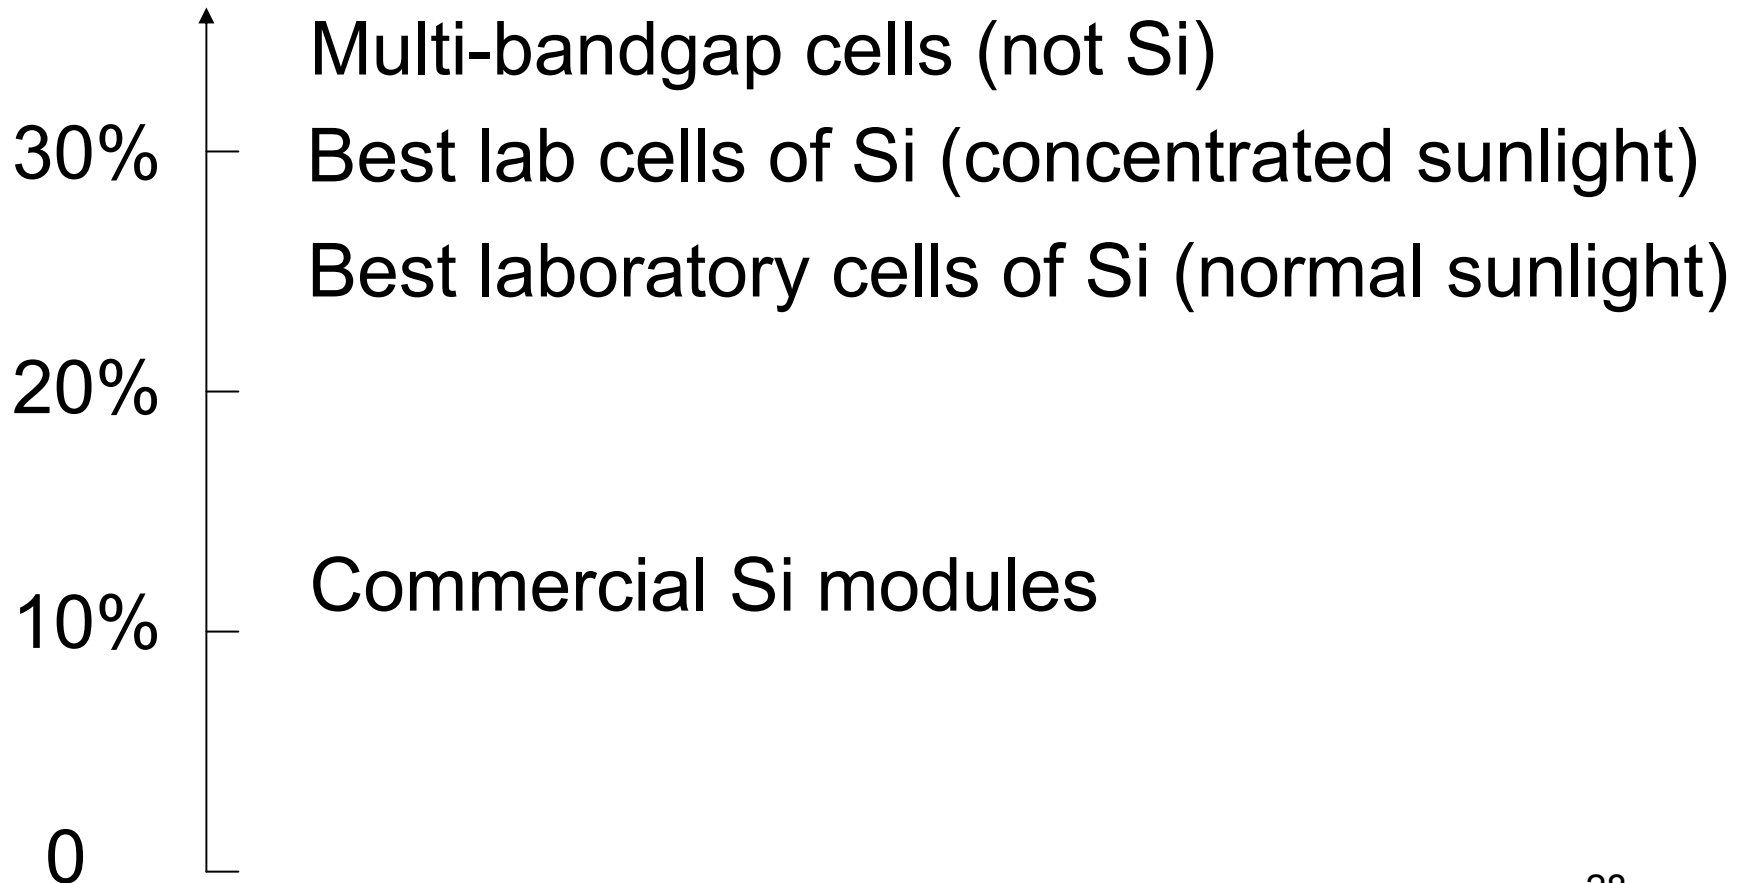 Multi-bandgap cells (not Si)
30% Best lab cells of Si (concentrated sunlight)
Best laboratory cells of Si (normal sunlight)
20%
Commercial Si modules
10%
0
28